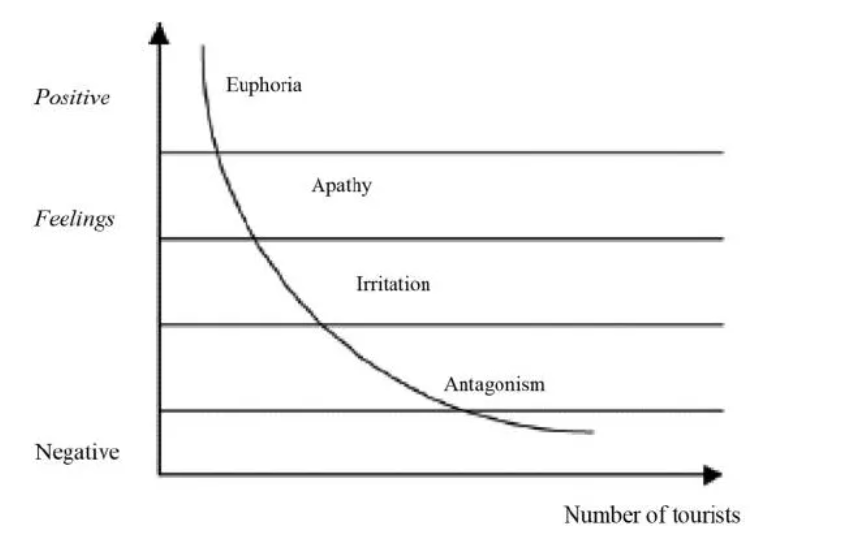 Euphoria
Positive
Apathy
Feelings
Irritation
Antagonism
Negative
Number of tourists